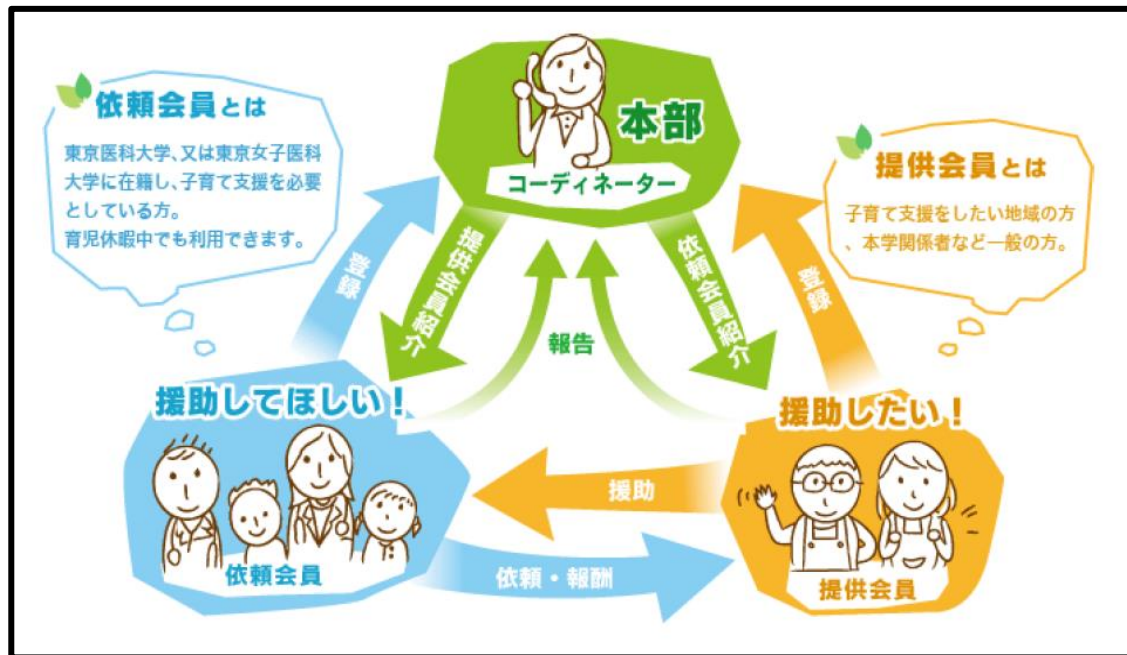 本部
コーディネーター
依頼会員とは
東京医科大学、又は東京女子医科
大学に在籍し、子育て支援を必要
としている方。
育児休暇中でも利用できます。
提供会員とは
子育て支援をしたい地域の方
、本学関係者など一般の方。
登録
提供会員紹介
報告
依頼会員紹介
登録
援助してほしい！
依頼会員
援助したい！
提供会員
援助
依頼・報酬